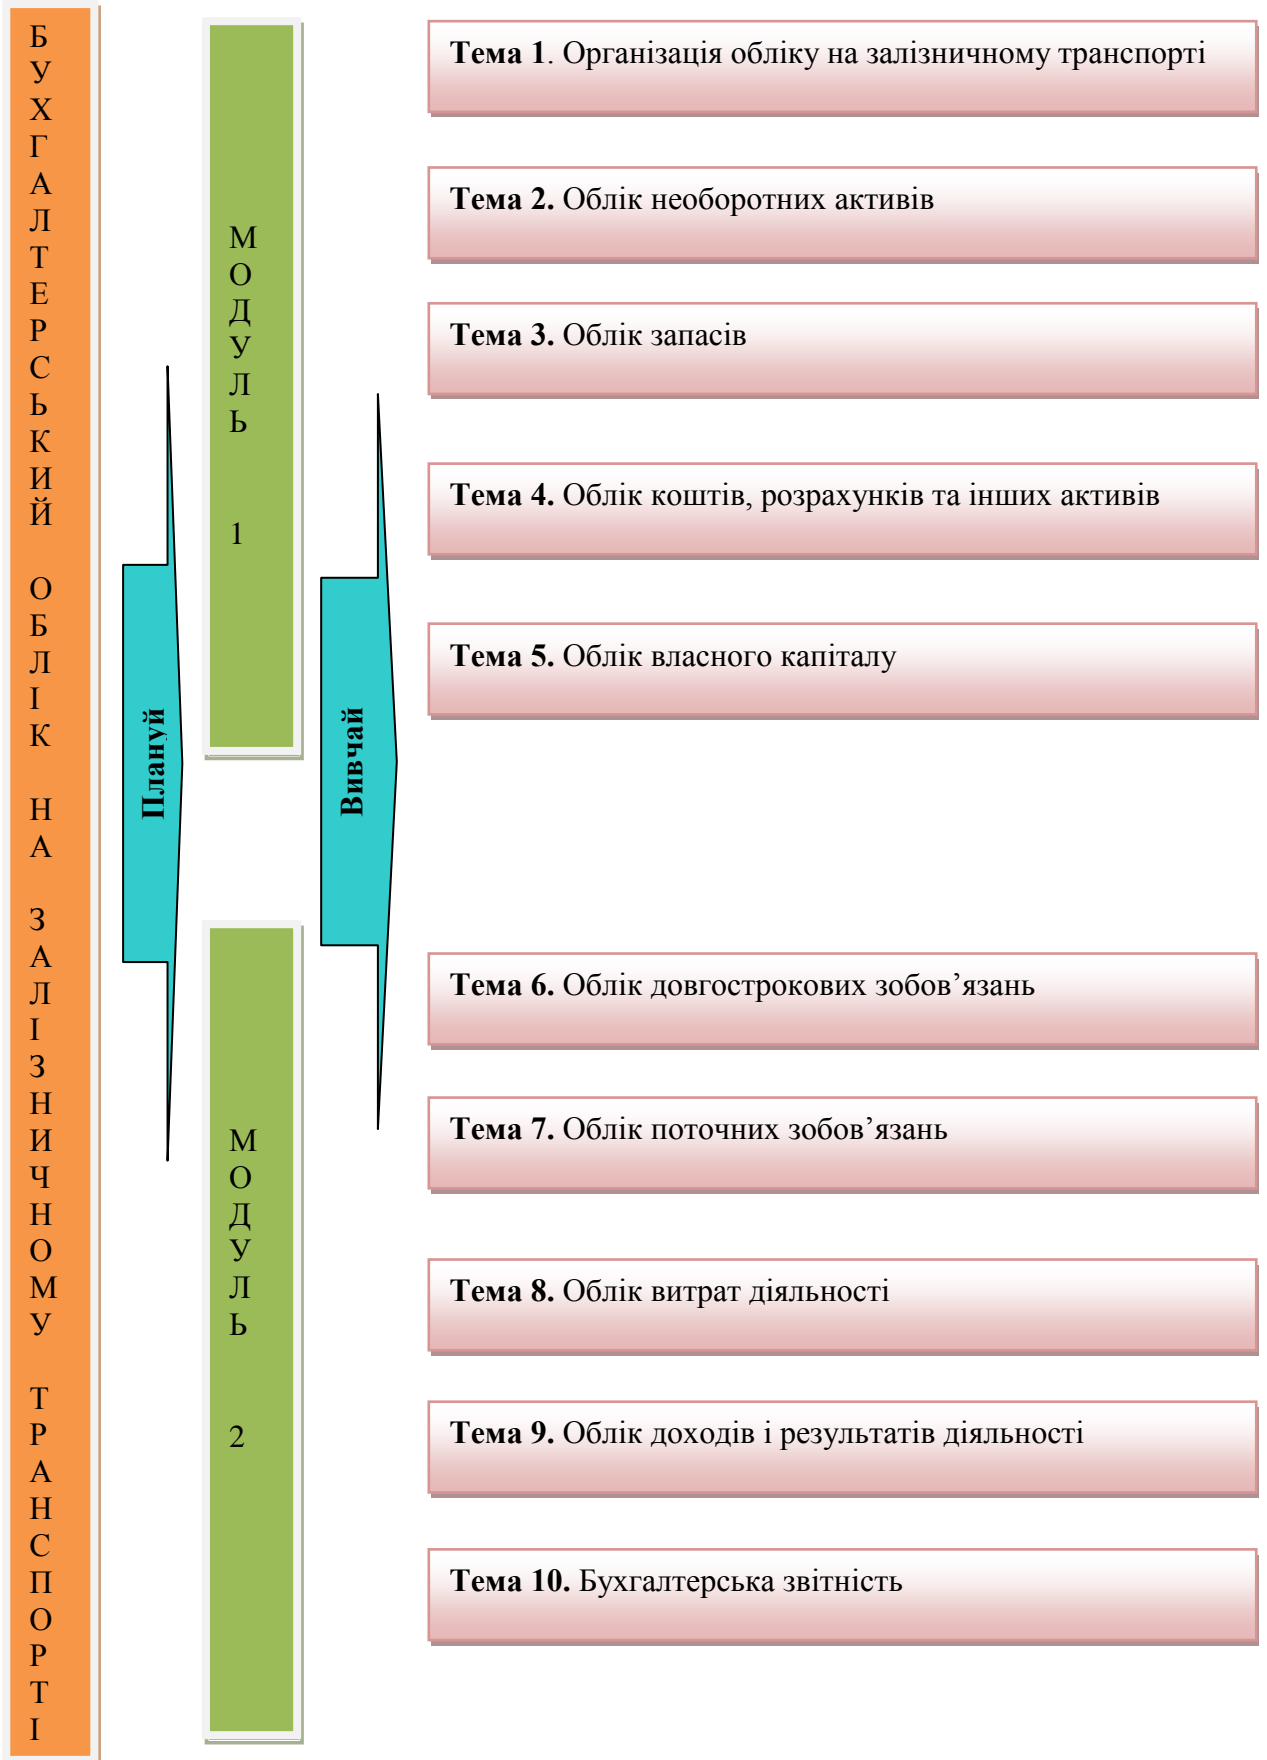 БУХГАЛТЕРСЬКИЙ ОБЛІК НА ЗАЛІЗНИЧНОМУ ТРАНСПОРТІ
Плануй
МОДУЛЬ 1
Вивчай
Тема 1. Організація обліку на залізничному транспорті
Тема 2. Облік необоротних активів
Тема 3. Облік запасів
Тема 4. Облік коштів, розрахунків та інших активів
Тема 5. Облік власного капіталу
МОДУЛЬ 2
Тема 6. Облік довгострокових зобов’язань
Тема 7. Облік поточних зобов’язань
Тема 8. Облік витрат діяльності
Тема 9. Облік доходів і результатів діяльності
Тема 10. Бухгалтерська звітність